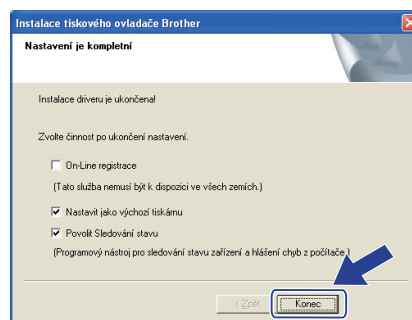 Instalace tiskového ovladače Brother
Nastavení je kompletní
Instalace driveru je ukončena!
Zvolte činnost po ukončení nastavení.
On-Line registrace
(Tato služba nemusí být k dispozici ve všech zemích.)
Nastavit jako výchozí tiskárnu
Povolit Sledování stavu
(Programový nástroj pro sledování stavu zařízení a hlášení chyb z počítače.)
< Zpět
Konec